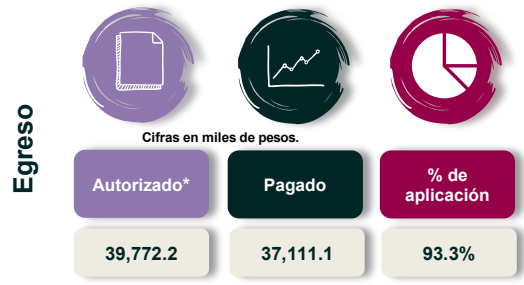 Egreso
Cifras en miles de pesos.
Autorizado*
Pagado
% de
aplicación
39,772.2
37,111.1
93.3%